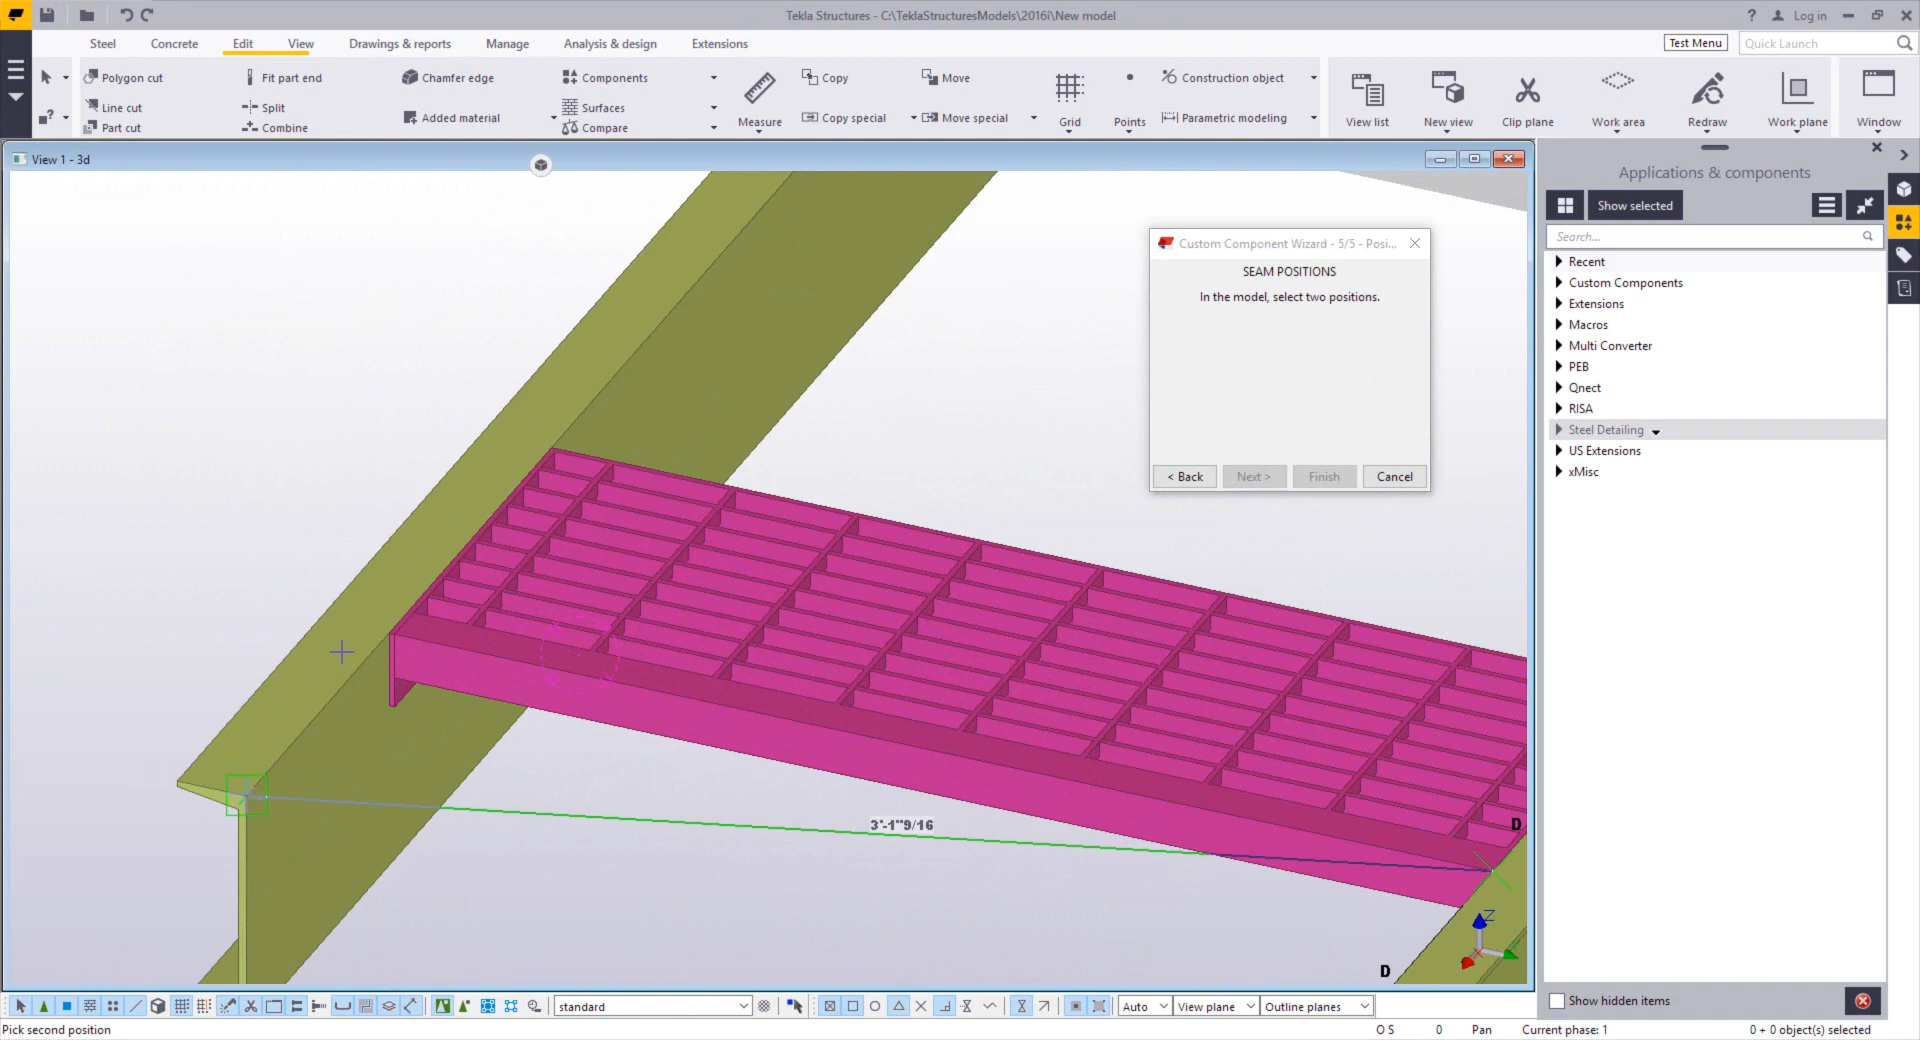 Tekla Structures - C:\TeklaStructuresModels\2016i\New model
? Log in
Steel Concrete Edit View Drawings & reports Manage Analysis & design Extensions
Test Menu
Quick Launch
Polygon cut
Line cut
Part cut
Fit part end
Split
Combine
Chamfer edge
Added material
Components
Surfaces
Compare
Measure
Copy
Copy special
Move
Move special
Grid
Points
Construction object
Parametric modeling
View list
New view
Clip plane
Work area
Redraw
Work plane
Window
View 1 - 3d
Custom Component Wizard - 5/5 - Posi...
SEAM POSITIONS
In the model, select two positions.
< Back
Next >
Finish
Cancel
3'-1"9/16
D
Z
D
Applications & components
Show selected
Search...
Recent
Custom Components
Extensions
Macros
Multi Converter
PEB
Qnect
RISA
Steel Detailing
US Extensions
xMisc
Show hidden items
standard
Auto
View plane
Outline planes
Pick second position
O S
0
Pan
Current phase: 1
0 + 0 object(s) selected